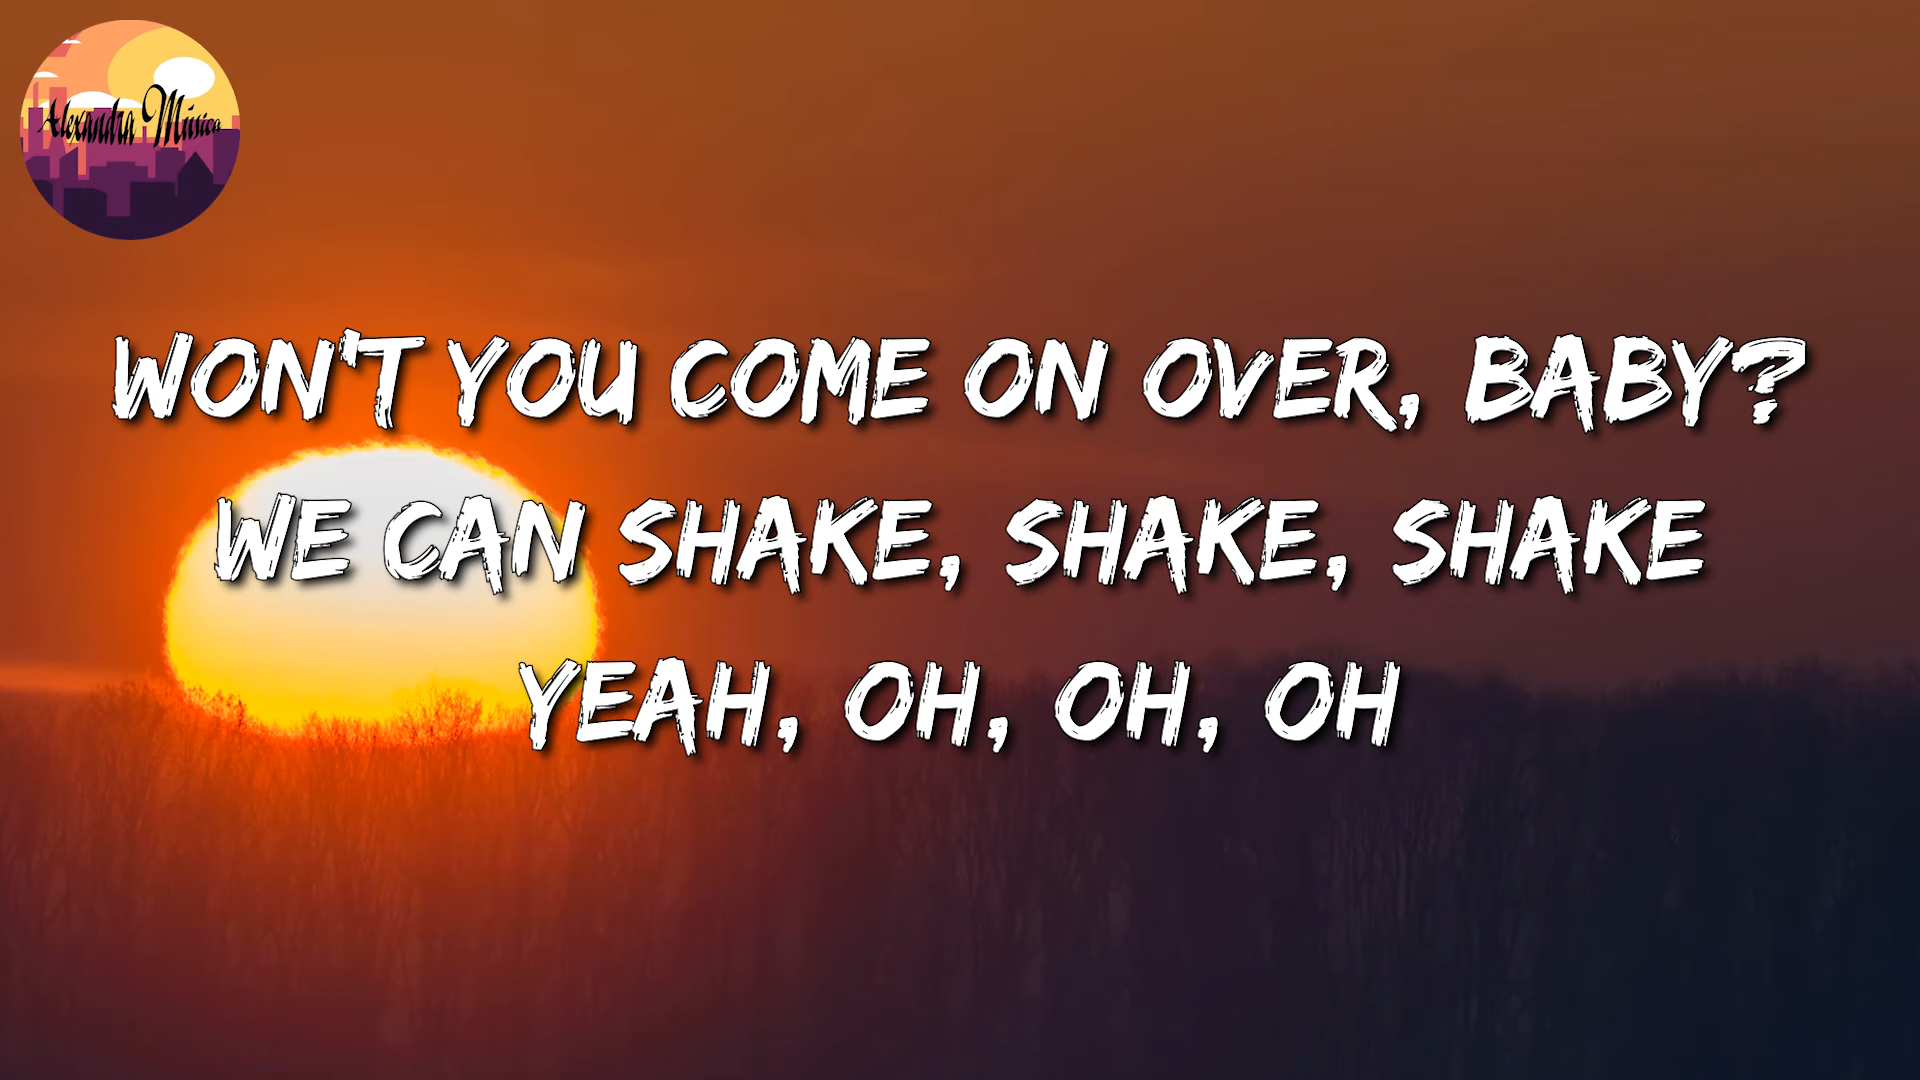 Alexandra Música
WON'T YOU COME ON OVER, BABY?
WE CAN SHAKE, SHAKE, SHAKE
YEAH, OH, OH, OH